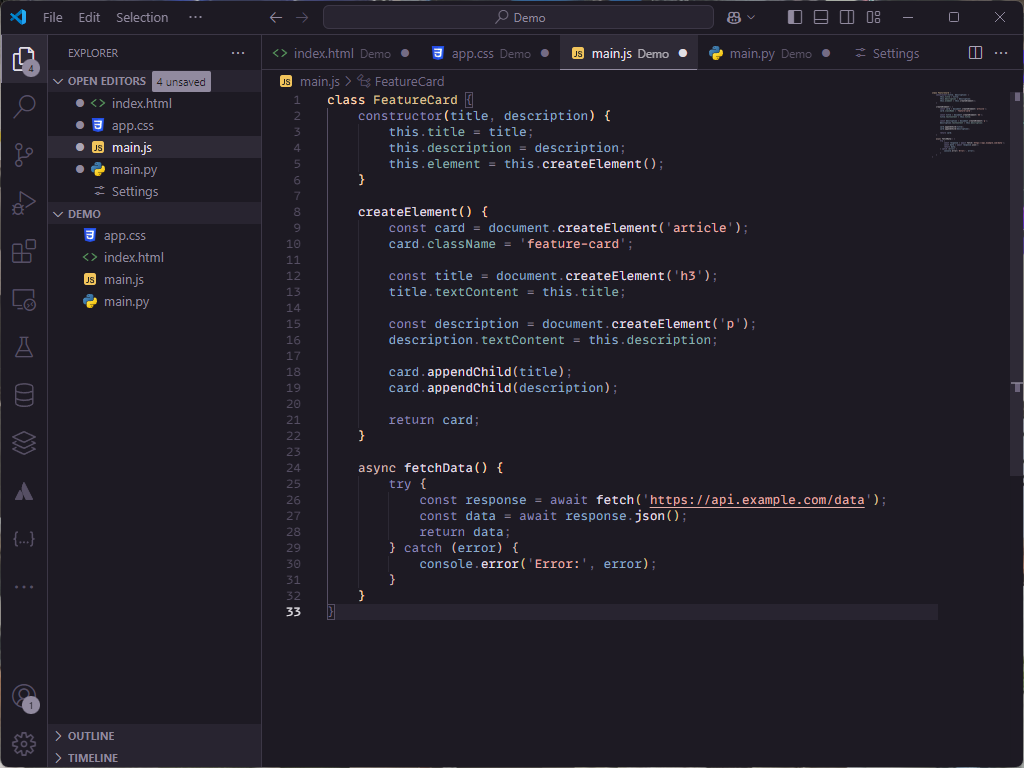 File Edit Selection ··· Demo
EXPLORER ···
OPEN EDITORS 4 unsaved
index.html
app.css
JS main.js
main.py
Settings
DEMO
app.css
index.html
JS main.js
main.py
OUTLINE
TIMELINE
4
{...}
···
1
index.html Demo
app.css Demo
JS main.js Demo
main.py Demo
Settings
···
JS main.js > FeatureCard
1 class FeatureCard {
2 constructor(title, description) {
3 this.title = title;
4 this.description = description;
5 this.element = this.createElement();
6 }
7
8 createElement() {
9 const card = document.createElement('article');
10 card.className = 'feature-card';
11
12 const title = document.createElement('h3');
13 title.textContent = this.title;
14
15 const description = document.createElement('p');
16 description.textContent = this.description;
17
18 card.appendChild(title);
19 card.appendChild(description);
20
21 return card;
22 }
23
24 async fetchData() {
25 try {
26 const response = await fetch('https://api.example.com/data');
27 const data = await response.json();
28 return data;
29 } catch (error) {
30 console.error('Error:', error);
31 }
32 }
33 }